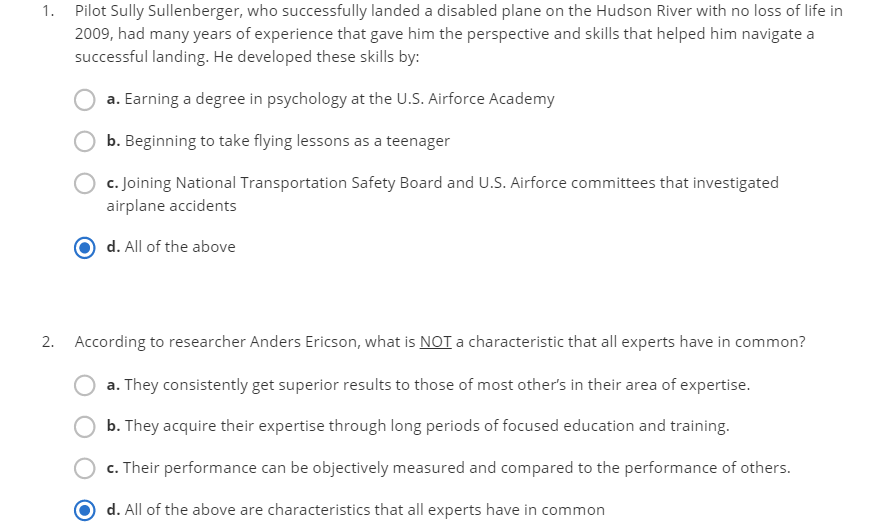 1. Pilot Sully Sullenberger, who successfully landed a disabled plane on the Hudson River with no loss of life in
2009, had many years of experience that gave him the perspective and skills that helped him navigate a
successful landing. He developed these skills by:
a. Earning a degree in psychology at the U.S. Airforce Academy
b. Beginning to take flying lessons as a teenager
c. Joining National Transportation Safety Board and U.S. Airforce committees that investigated
airplane accidents
d. All of the above
2. According to researcher Anders Ericson, what is NOT a characteristic that all experts have in common?
a. They consistently get superior results to those of most other's in their area of expertise.
b. They acquire their expertise through long periods of focused education and training.
c. Their performance can be objectively measured and compared to the performance of others.
d. All of the above are characteristics that all experts have in common